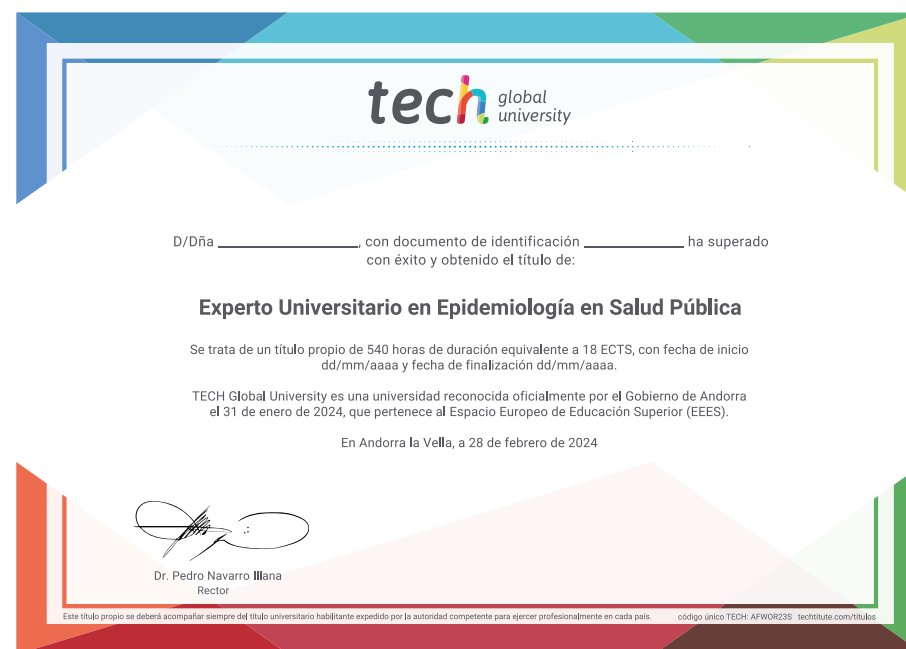 tech global university
D/Dña ____________, con documento de identificación ____________ ha superado
con éxito y obtenido el título de:
Experto Universitario en Epidemiología en Salud Pública
Se trata de un título propio de 540 horas de duración equivalente a 18 ECTS, con fecha de inicio
dd/mm/aaaa y fecha de finalización dd/mm/aaaa.
TECH Global University es una universidad reconocida oficialmente por el Gobierno de Andorra
el 31 de enero de 2024, que pertenece al Espacio Europeo de Educación Superior (EEES).
En Andorra la Vella, a 28 de febrero de 2024
Dr. Pedro Navarro Illana
Rector
Este título propio se deberá acompañar siempre del título universitario habilitante expedido por la autoridad competente para ejercer profesionalmente en cada país. código único TECH: AFWOR23S techtitute.com/titulos